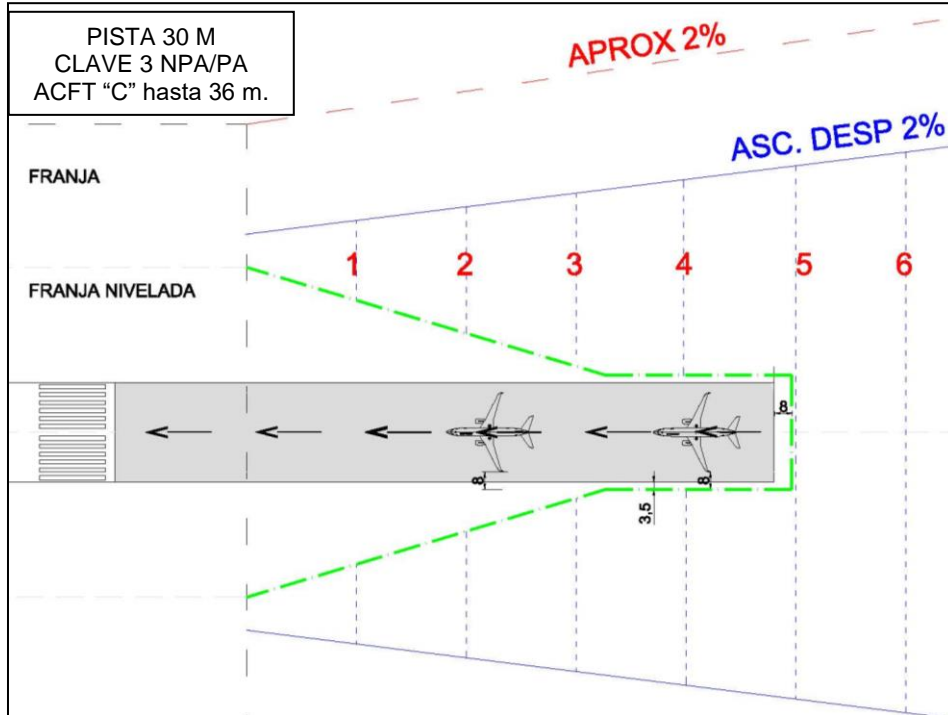 PISTA 30 M
CLAVE 3 NPA/PA
ACFT “C” hasta 36 m.
APROX 2%
ASC. DESP 2%
FRANJA
1 2 3 4 5 6
FRANJA NIVELADA
8
8
8
3,5